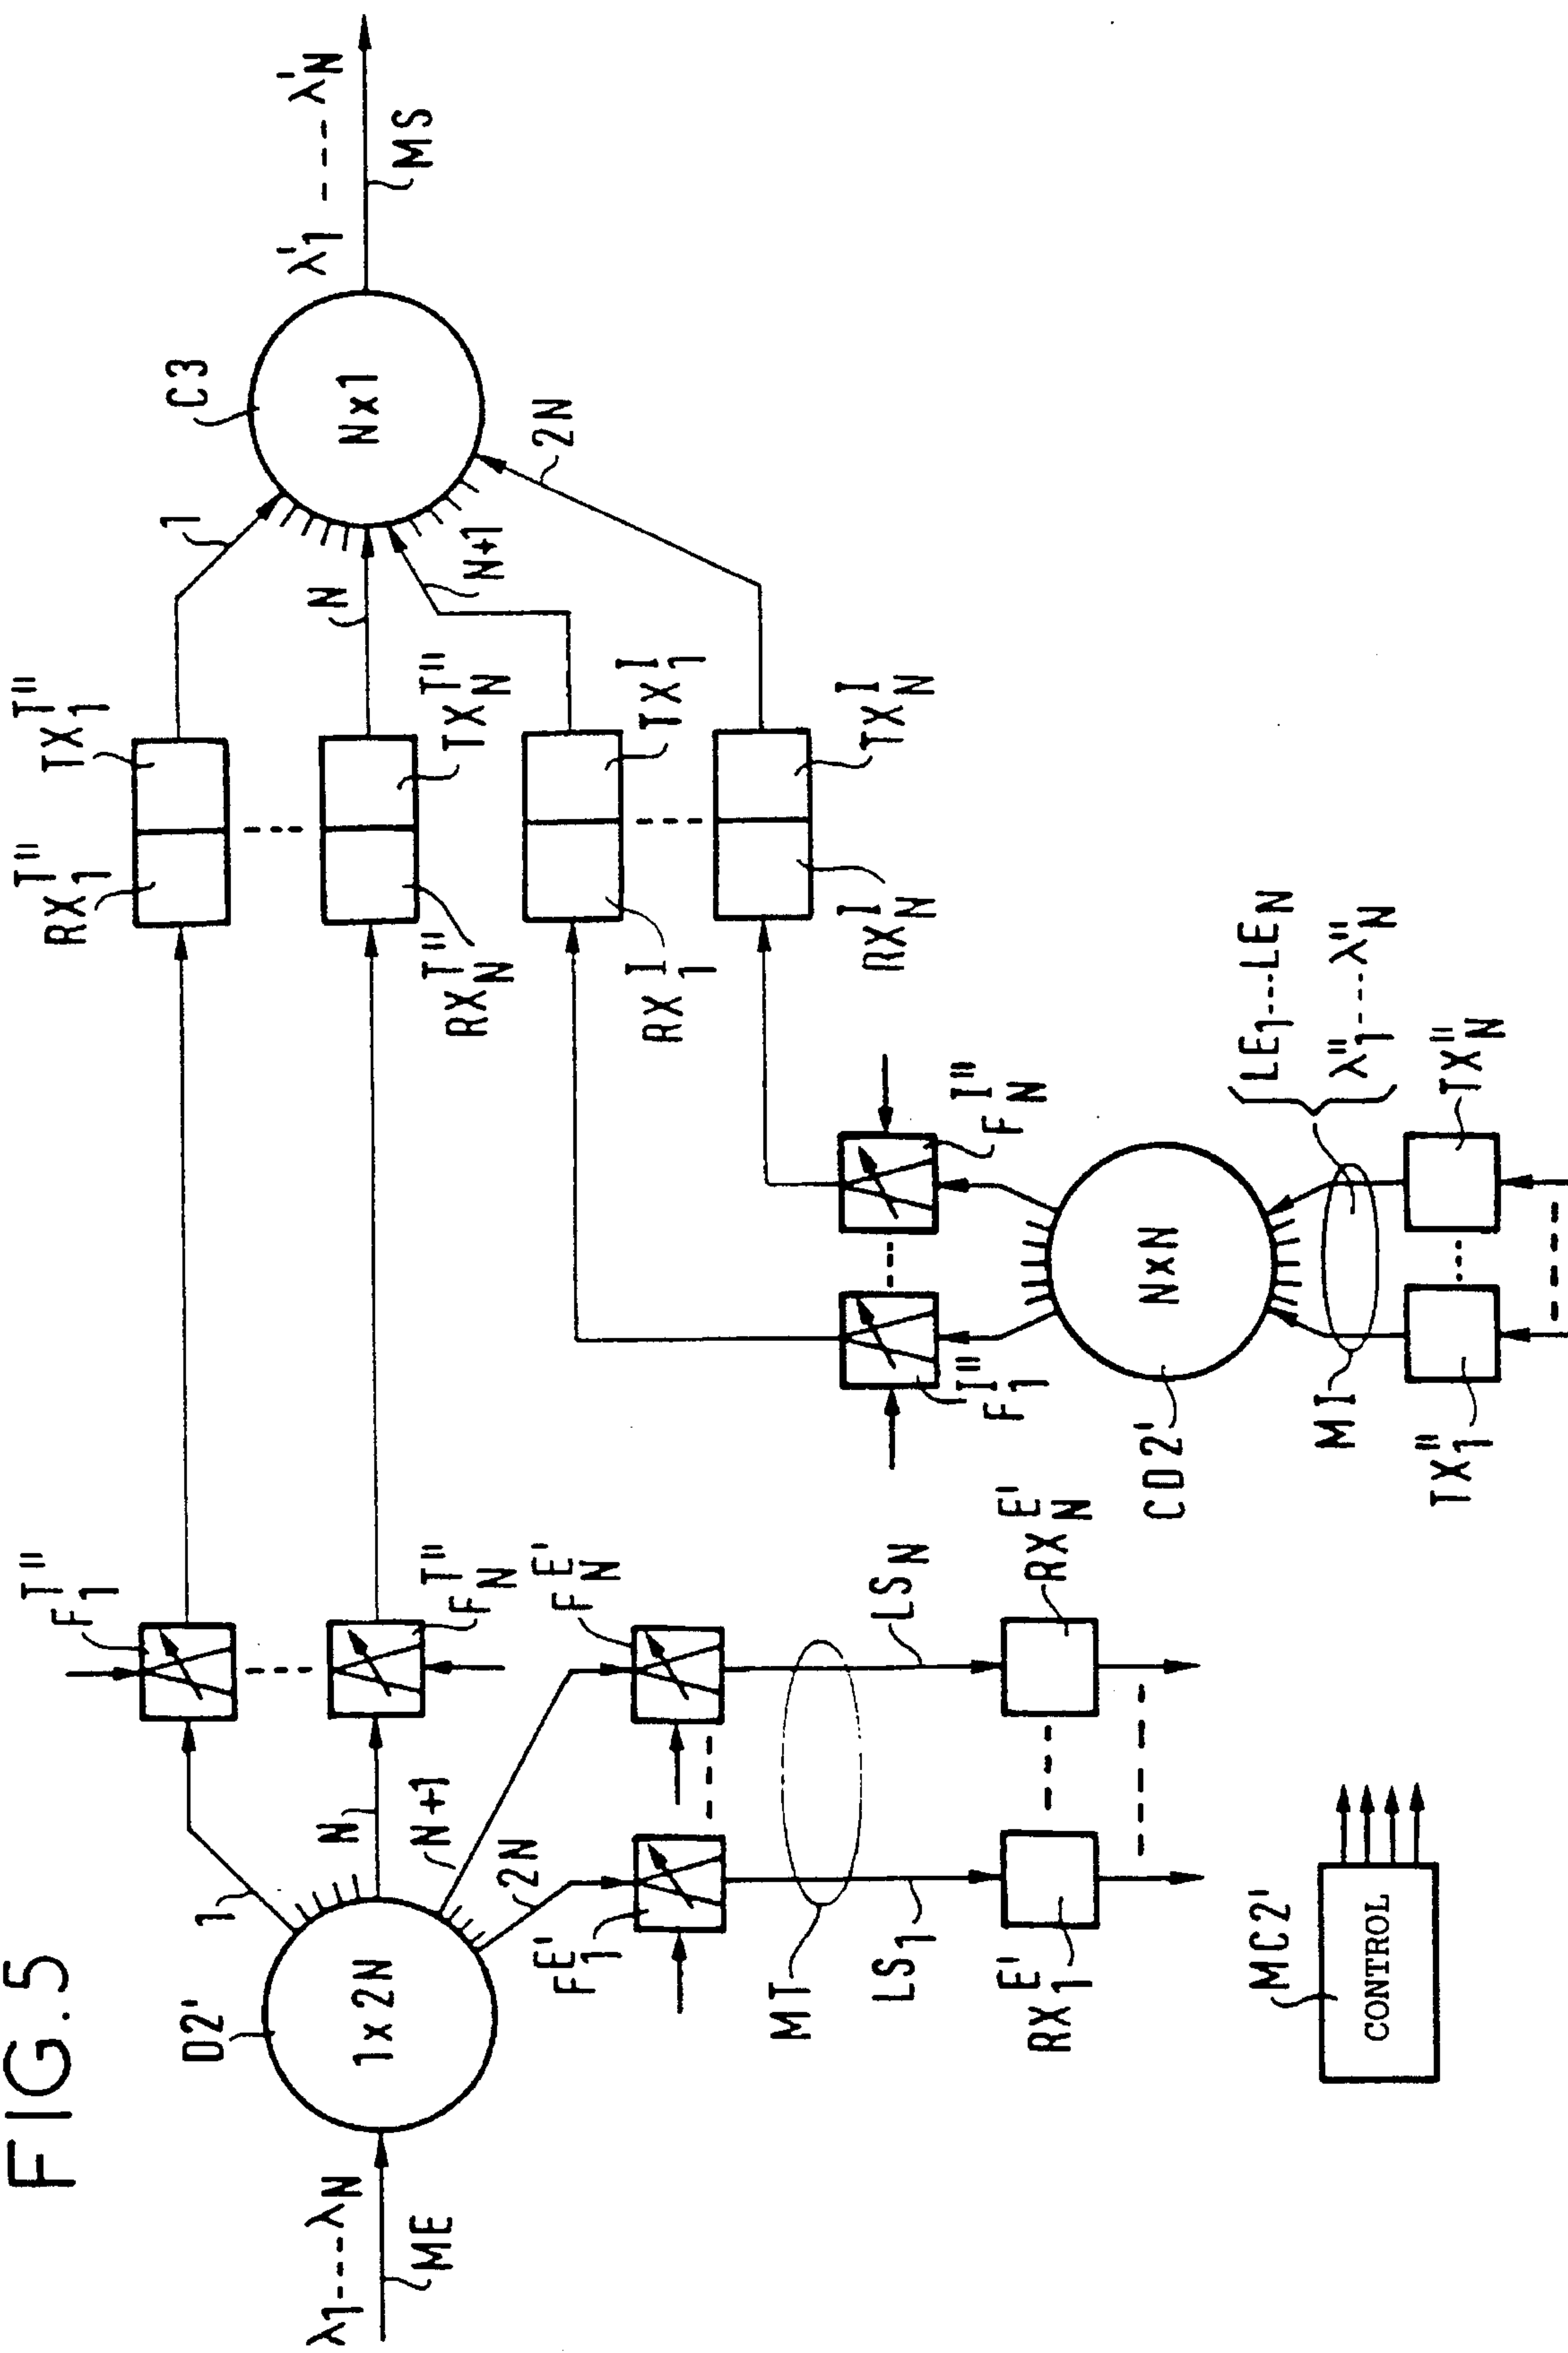 FIG.5
λ1----λN
ME
D2'
1x2N
1
N
N+1
2N
F1T"
FNT"
F1E'
FNE'
MT
LS1
LSN
RX1E'
RXNE'
MC2'
CONTROL
RX1T"
TX1T"
RXNT"
TXNT"
RX1I
TX1I
RXNI
TXNI
F1I"
FNI"
CD2'
NxN
MI
LE1---LEN
λ"1----λ"N
TX"1
TX"N
1
N
N+1
2N
C3
Nx1
λ'1 ---- λ'N
MS